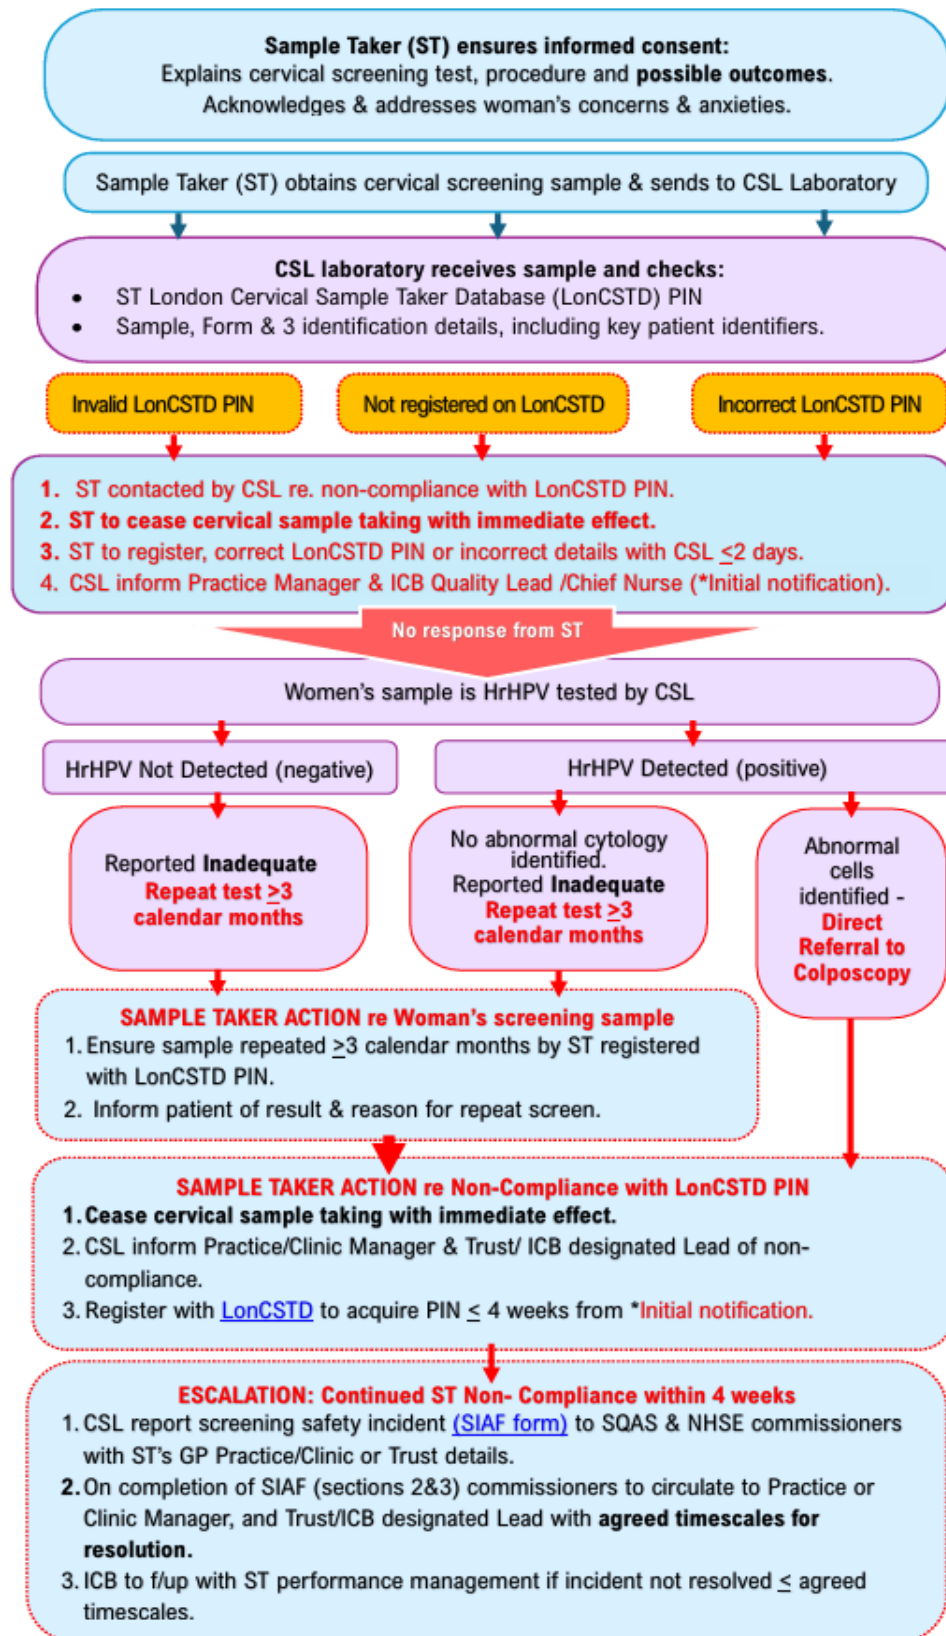 Sample Taker (ST) ensures informed consent:
Explains cervical screening test, procedure and possible outcomes.
Acknowledges & addresses woman's concerns & anxieties.
Sample Taker (ST) obtains cervical screening sample & sends to CSL Laboratory
CSL laboratory receives sample and checks:
• ST London Cervical Sample Taker Database (LonCSTD) PIN
• Sample, Form & 3 identification details, including key patient identifiers.
Invalid LonCSTD PIN
Not registered on LonCSTD
Incorrect LonCSTD PIN
1. ST contacted by CSL re. non-compliance with LonCSTD PIN.
2. ST to cease cervical sample taking with immediate effect.
3. ST to register, correct LonCSTD PIN or incorrect details with CSL ≤2 days.
4. CSL inform Practice Manager & ICB Quality Lead /Chief Nurse (*Initial notification).
No response from ST
Women's sample is HrHPV tested by CSL
HrHPV Not Detected (negative)
HrHPV Detected (positive)
Reported Inadequate
Repeat test ≥3
calendar months
No abnormal cytology
identified.
Reported Inadequate
Repeat test ≥3
calendar months
Abnormal
cells
identified -
Direct
Referral to
Colposcopy
SAMPLE TAKER ACTION re Woman's screening sample
1. Ensure sample repeated ≥3 calendar months by ST registered
with LonCSTD PIN.
2. Inform patient of result & reason for repeat screen.
SAMPLE TAKER ACTION re Non-Compliance with LonCSTD PIN
1. Cease cervical sample taking with immediate effect.
2. CSL inform Practice/Clinic Manager & Trust/ ICB designated Lead of non-
compliance.
3. Register with LonCSTD to acquire PIN ≤ 4 weeks from *Initial notification.
ESCALATION: Continued ST Non- Compliance within 4 weeks
1. CSL report screening safety incident (SIAF form) to SQAS & NHSE commissioners
with ST's GP Practice/Clinic or Trust details.
2. On completion of SIAF (sections 2&3) commissioners to circulate to Practice or
Clinic Manager, and Trust/ICB designated Lead with agreed timescales for
resolution.
3. ICB to f/up with ST performance management if incident not resolved ≤ agreed
timescales.